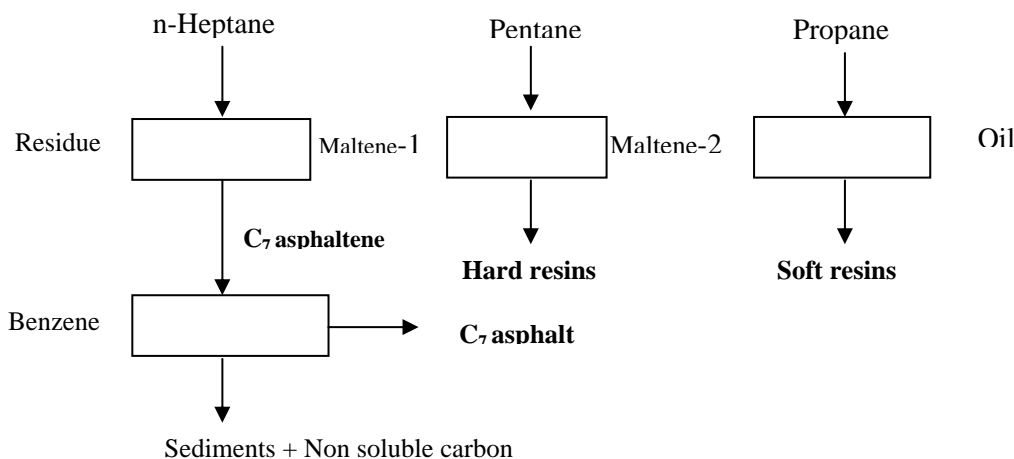 n-Heptane
Pentane
Propane
Residue
Maltene-1
Maltene-2
Oil
C₇ asphaltene
Hard resins
Soft resins
Benzene
C₇ asphalt
Sediments + Non soluble carbon